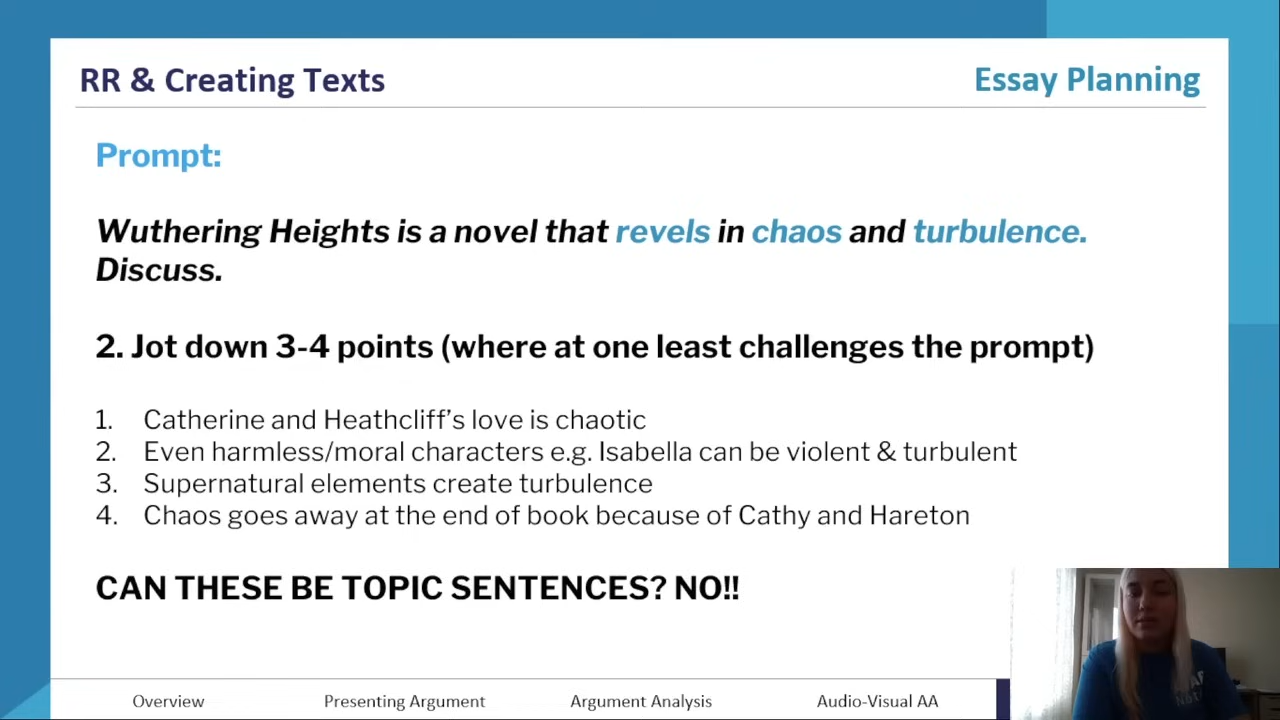 RR & Creating Texts
Essay Planning
Prompt:
Wuthering Heights is a novel that revels in chaos and turbulence.
Discuss.
2. Jot down 3-4 points (where at one least challenges the prompt)
1. Catherine and Heathcliff's love is chaotic
2. Even harmless/moral characters e.g. Isabella can be violent & turbulent
3. Supernatural elements create turbulence
4. Chaos goes away at the end of book because of Cathy and Hareton
CAN THESE BE TOPIC SENTENCES? NO!!
Overview
Presenting Argument
Argument Analysis
Audio-Visual AA